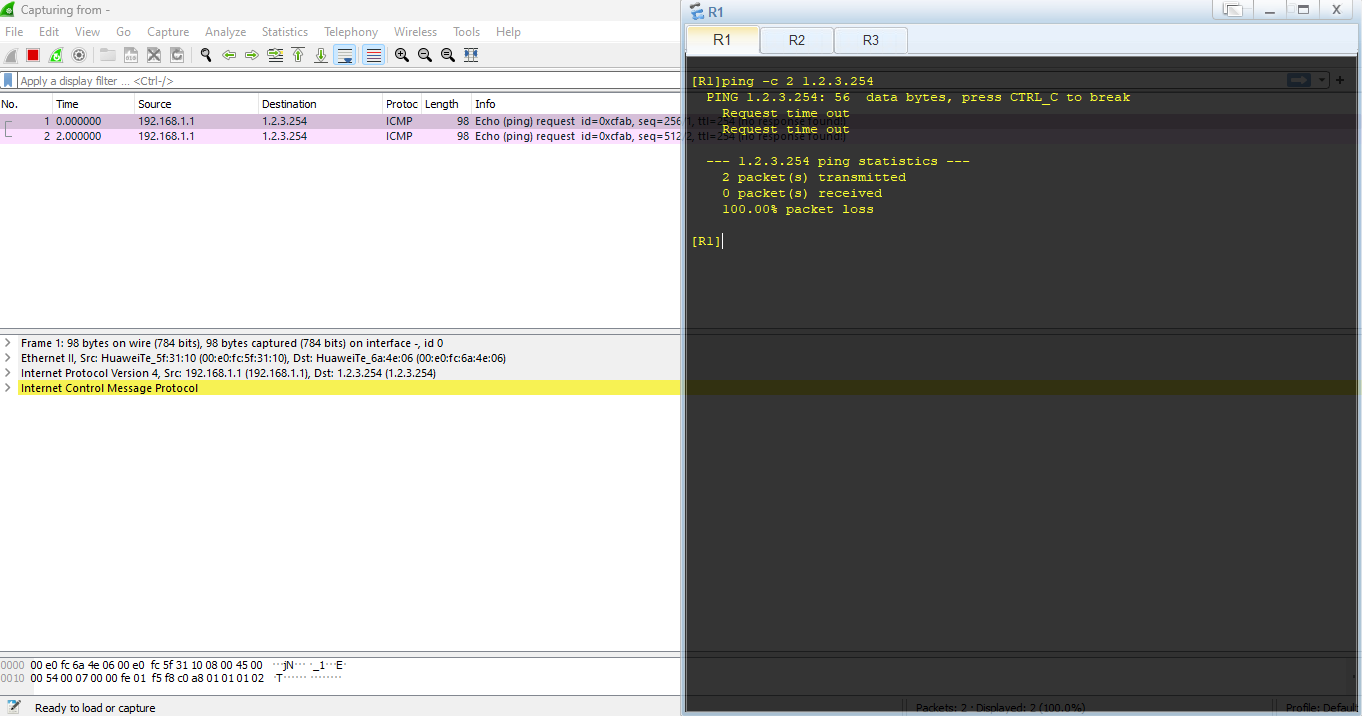 Capturing from -
File Edit View Go Capture Analyze Statistics Telephony Wireless Tools Help
Apply a display filter ... <Ctrl-/>
No. Time Source Destination Protoc Length Info
1 0.000000 192.168.1.1 1.2.3.254 ICMP 98 Echo (ping) request id=0xcfab, seq=256/1, ttl=254 (no response found!)
2 2.000000 192.168.1.1 1.2.3.254 ICMP 98 Echo (ping) request id=0xcfab, seq=512/2, ttl=254 (no response found!)
Frame 1: 98 bytes on wire (784 bits), 98 bytes captured (784 bits) on interface -, id 0
Ethernet II, Src: HuaweiTe_5f:31:10 (00:e0:fc:5f:31:10), Dst: HuaweiTe_6a:4e:06 (00:e0:fc:6a:4e:06)
Internet Protocol Version 4, Src: 192.168.1.1 (192.168.1.1), Dst: 1.2.3.254 (1.2.3.254)
Internet Control Message Protocol
0000 00 e0 fc 6a 4e 06 00 e0 fc 5f 31 10 08 00 45 00 ···jN··· ·_1···E·
0010 00 54 00 07 00 00 fe 01 f5 f8 c0 a8 01 01 01 02 ·T······ ········
Ready to load or capture
Packets: 2 · Displayed: 2 (100.0%)
Profile: Default
R1
R1 R2 R3
[R1]ping -c 2 1.2.3.254
PING 1.2.3.254: 56 data bytes, press CTRL_C to break
Request time out
Request time out
--- 1.2.3.254 ping statistics ---
2 packet(s) transmitted
0 packet(s) received
100.00% packet loss
[R1]